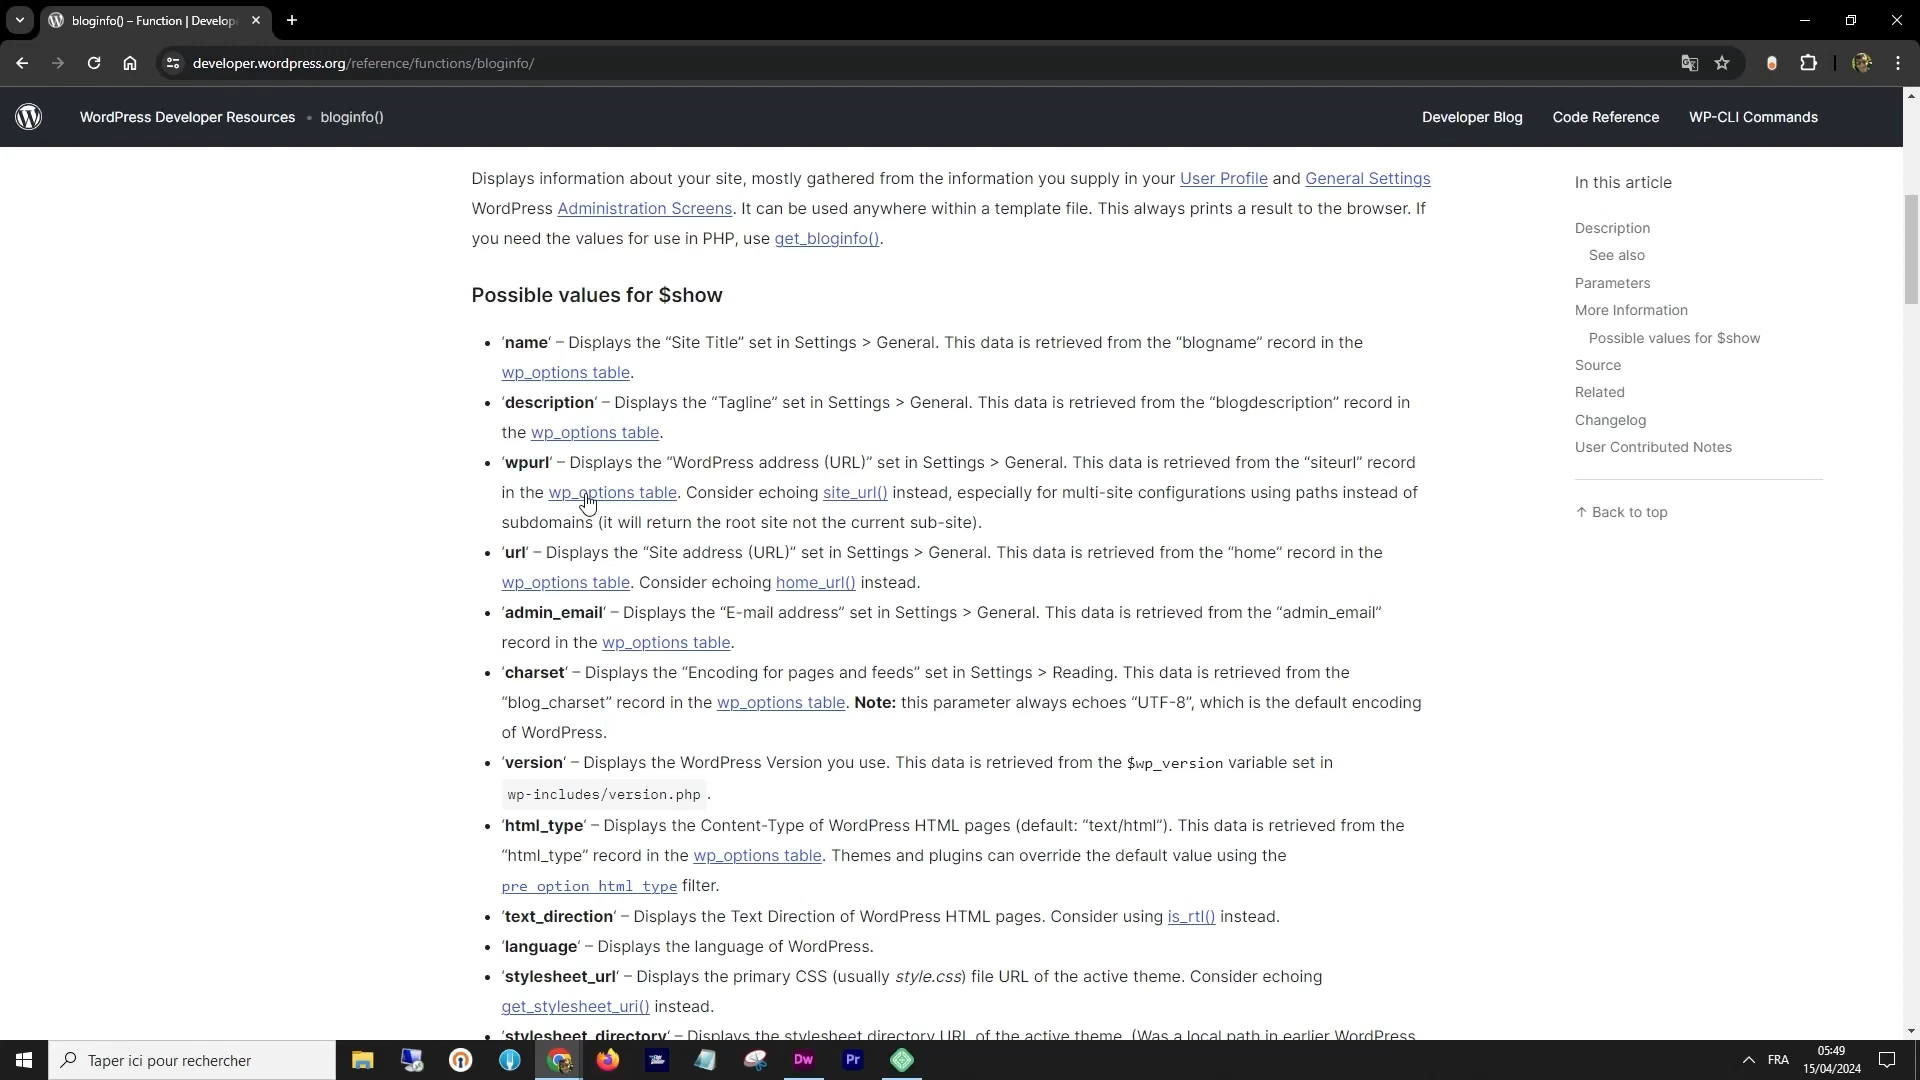 bloginfo() – Function | Develop
developer.wordpress.org/reference/functions/bloginfo/
WordPress Developer Resources • bloginfo()
Developer Blog
Code Reference
WP-CLI Commands
Displays information about your site, mostly gathered from the information you supply in your User Profile and General Settings
WordPress Administration Screens. It can be used anywhere within a template file. This always prints a result to the browser. If
you need the values for use in PHP, use get_bloginfo().
Possible values for $show
• ‘name‘ – Displays the “Site Title” set in Settings > General. This data is retrieved from the “blogname” record in the
wp_options table.
• ‘description‘ – Displays the “Tagline” set in Settings > General. This data is retrieved from the “blogdescription” record in
the wp_options table.
• ‘wpurl‘ – Displays the “WordPress address (URL)” set in Settings > General. This data is retrieved from the “siteurl” record
in the wp_options table. Consider echoing site_url() instead, especially for multi-site configurations using paths instead of
subdomains (it will return the root site not the current sub-site).
• ‘url‘ – Displays the “Site address (URL)” set in Settings > General. This data is retrieved from the “home” record in the
wp_options table. Consider echoing home_url() instead.
• ‘admin_email‘ – Displays the “E-mail address” set in Settings > General. This data is retrieved from the “admin_email”
record in the wp_options table.
• ‘charset‘ – Displays the “Encoding for pages and feeds” set in Settings > Reading. This data is retrieved from the
“blog_charset” record in the wp_options table. Note: this parameter always echoes “UTF-8”, which is the default encoding
of WordPress.
• ‘version‘ – Displays the WordPress Version you use. This data is retrieved from the $wp_version variable set in
wp-includes/version.php .
• ‘html_type‘ – Displays the Content-Type of WordPress HTML pages (default: “text/html”). This data is retrieved from the
“html_type” record in the wp_options table. Themes and plugins can override the default value using the
pre_option_html_type filter.
• ‘text_direction‘ – Displays the Text Direction of WordPress HTML pages. Consider using is_rtl() instead.
• ‘language‘ – Displays the language of WordPress.
• ‘stylesheet_url‘ – Displays the primary CSS (usually style.css) file URL of the active theme. Consider echoing
get_stylesheet_uri() instead.
• ‘stylesheet_directory‘ – Displays the stylesheet directory URL of the active theme. (Was a local path in earlier WordPress
In this article
Description
See also
Parameters
More Information
Possible values for $show
Source
Related
Changelog
User Contributed Notes
↑ Back to top
Taper ici pour rechercher
Dw
Pr
FRA
05:49
15/04/2024